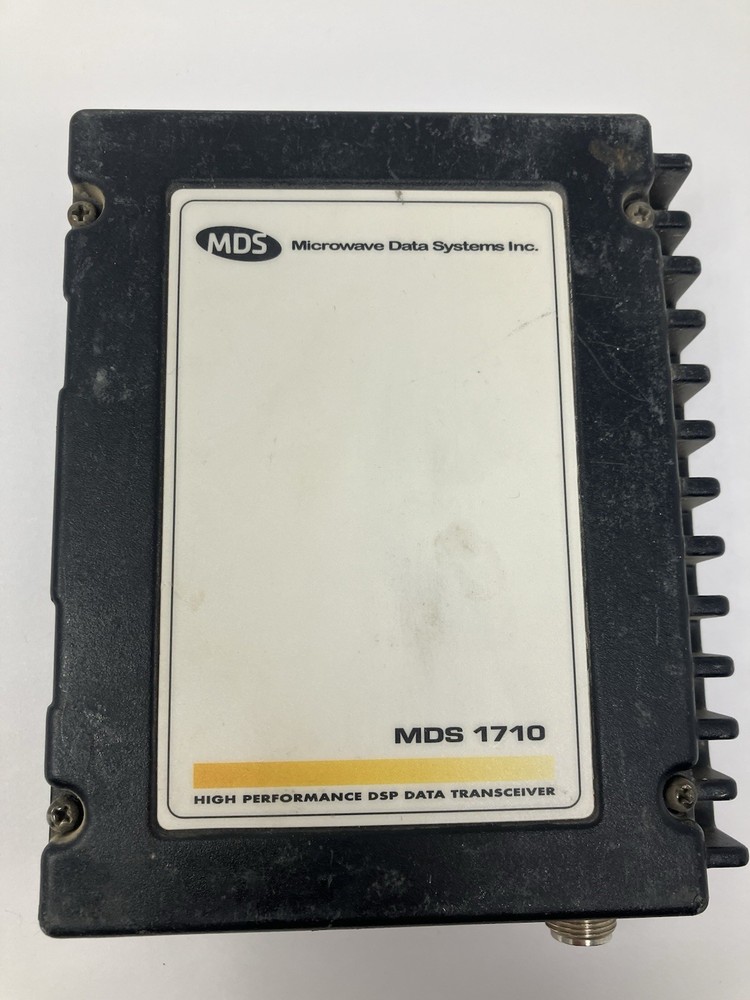 MDS Microwave Data Systems Inc.
MDS 1710
HIGH PERFORMANCE DSP DATA TRANSCEIVER